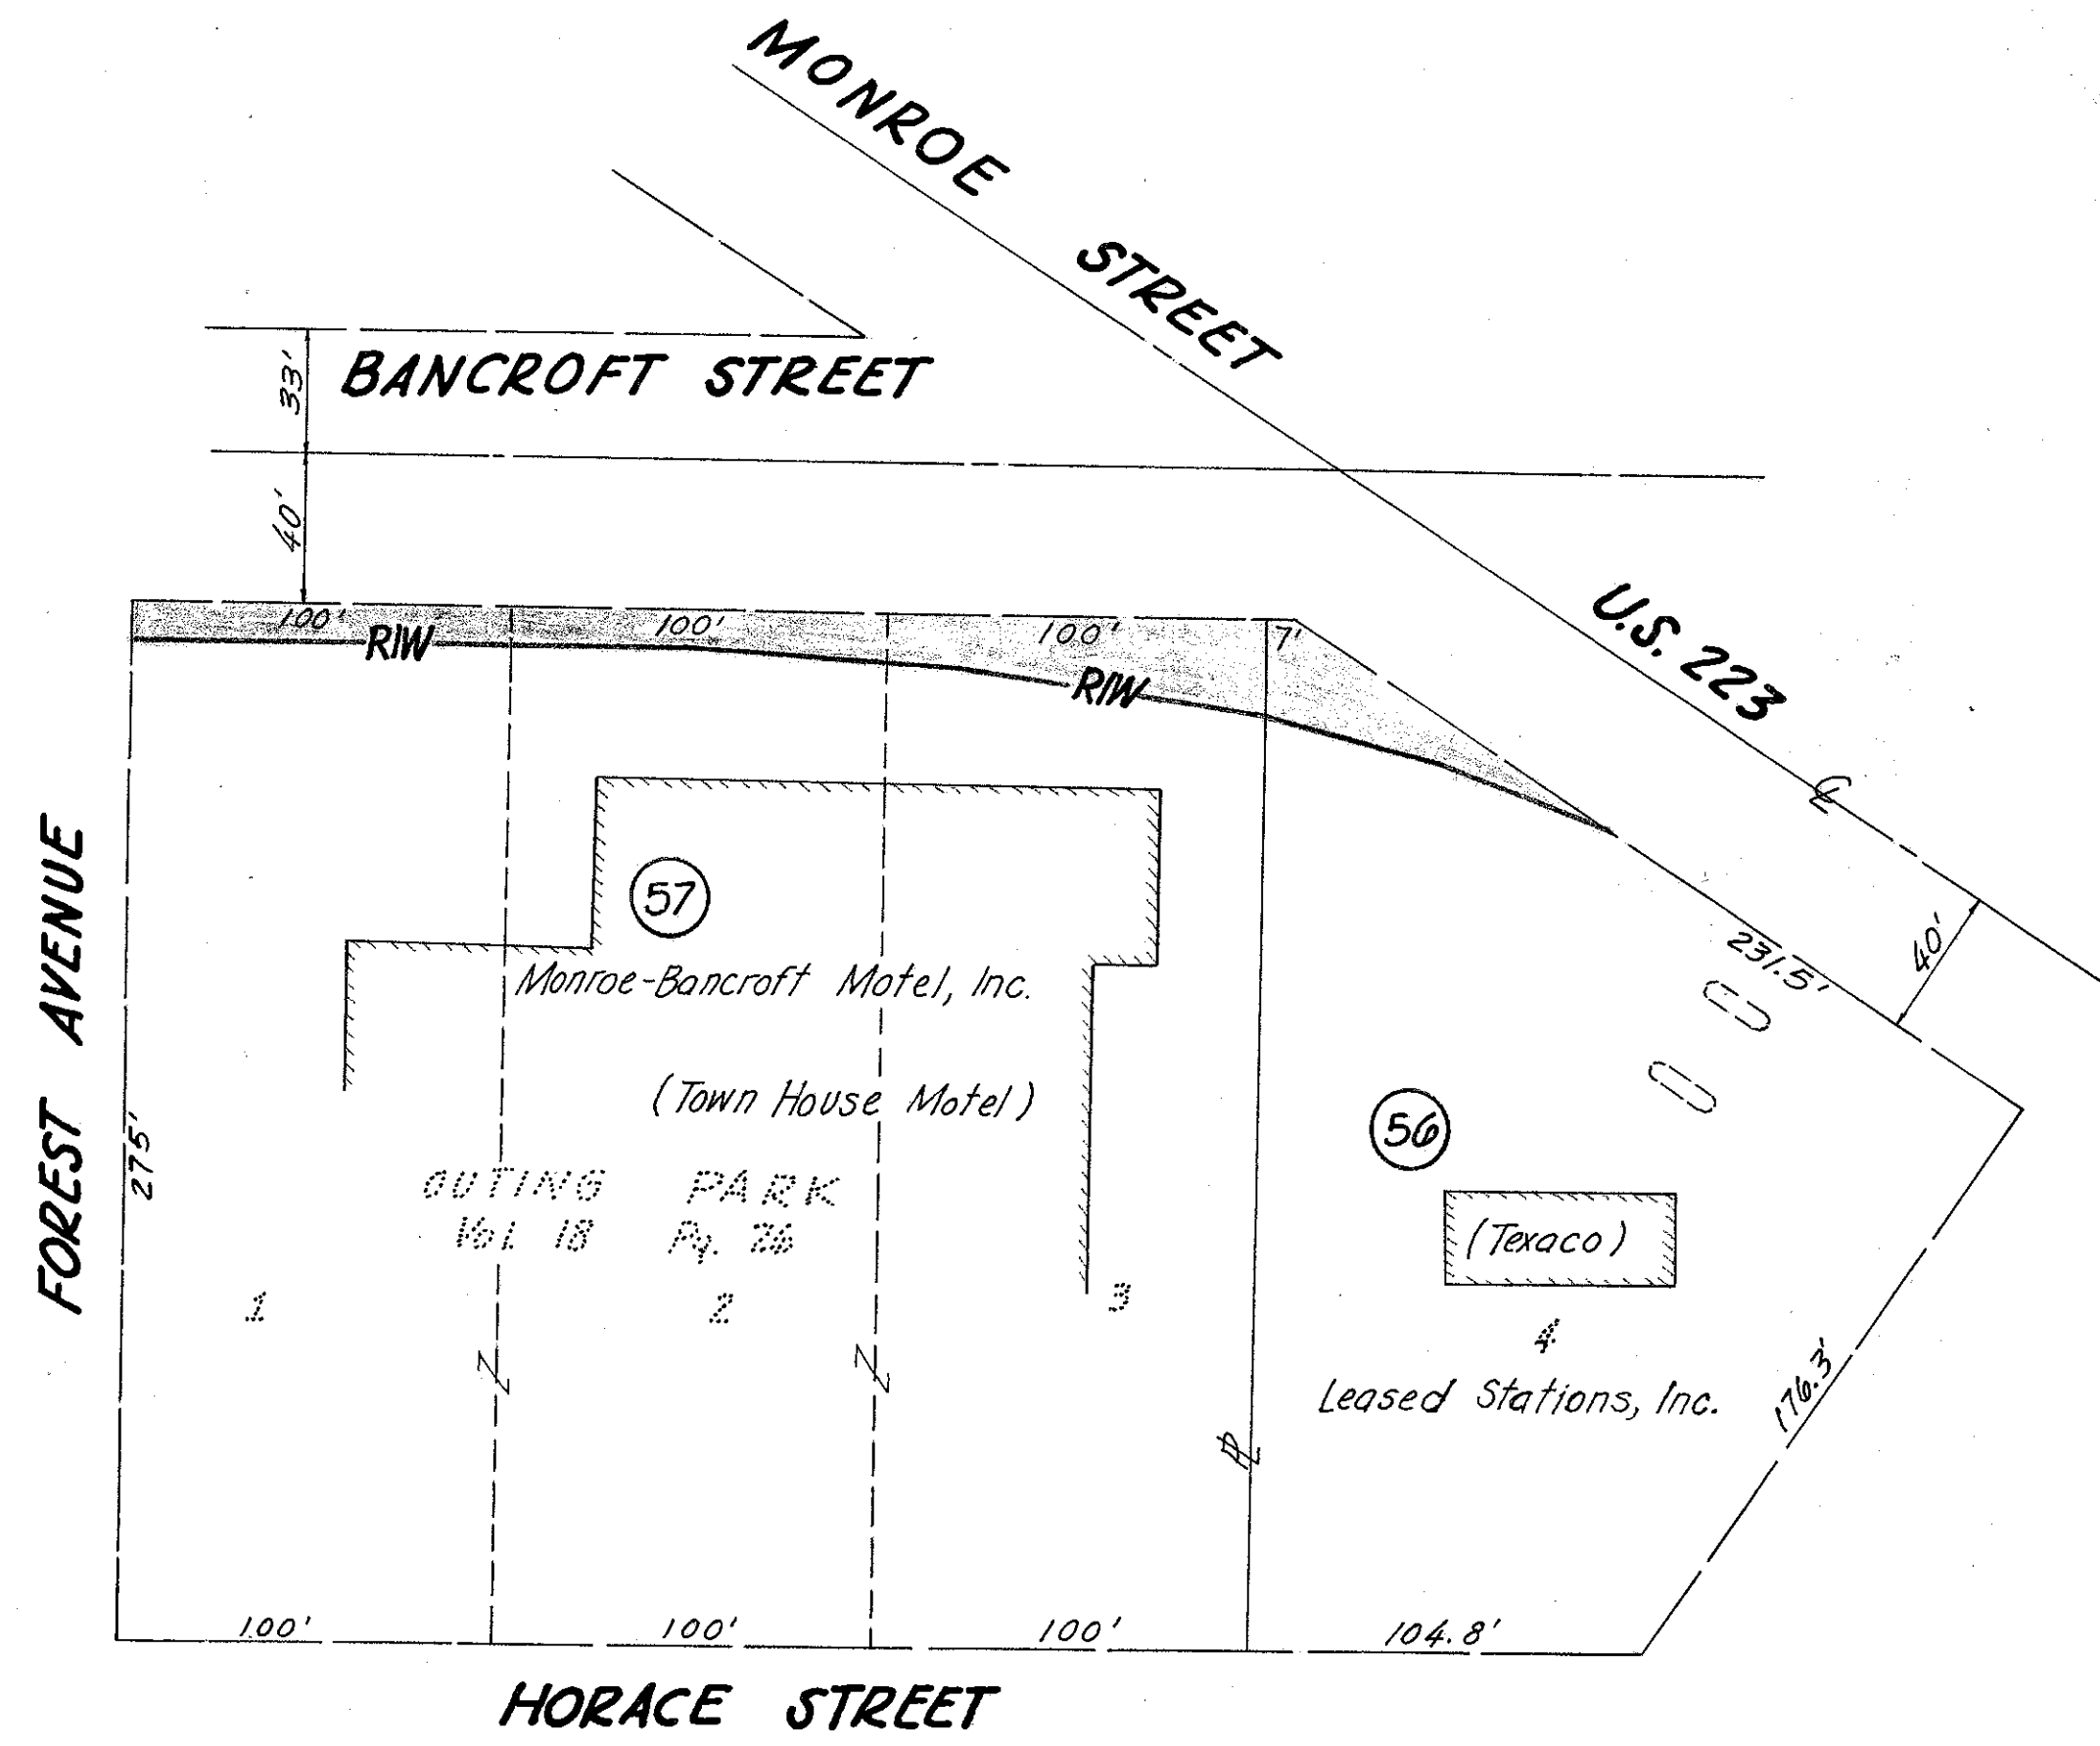 MONROE STREET
U.S. 223
BANCROFT STREET
33'
40'
100'
100'
100'
7'
R/W
R/W
℄
231.5'
40'
FOREST AVENUE
275'
57
Monroe-Bancroft Motel, Inc.
(Town House Motel)
OUTING PARK
Vol. 18 Pg. 26
1
2
3
56
(Texaco)
4
Leased Stations, Inc.
176.3'
100'
100'
100'
104.8'
HORACE STREET